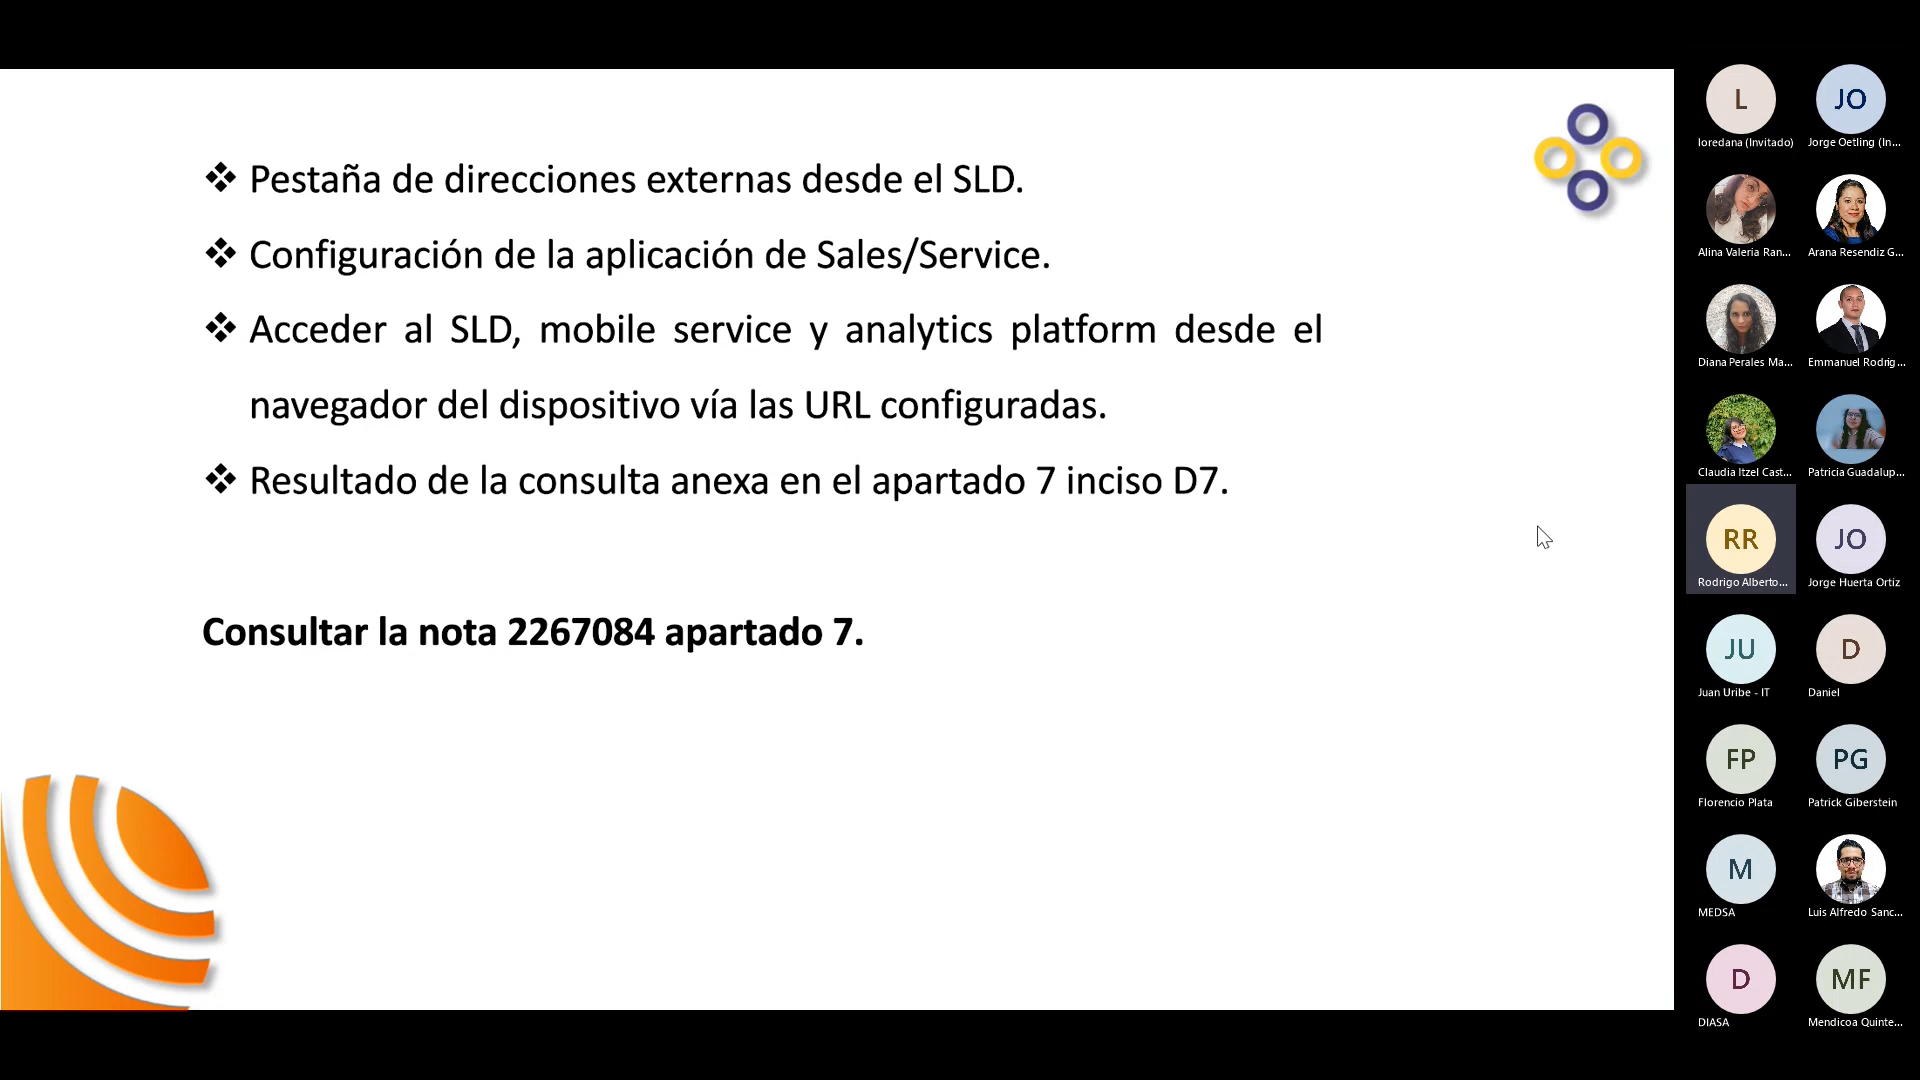 ❖ Pestaña de direcciones externas desde el SLD.
❖ Configuración de la aplicación de Sales/Service.
❖ Acceder al SLD, mobile service y analytics platform desde el
navegador del dispositivo vía las URL configuradas.
❖ Resultado de la consulta anexa en el apartado 7 inciso D7.
Consultar la nota 2267084 apartado 7.
L JO
loredana (Invitado) Jorge Oetling (In...
Alina Valeria Ran... Arana Resendiz G...
Diana Perales Ma... Emmanuel Rodrig...
Claudia Itzel Cast... Patricia Guadalup...
RR JO
Rodrigo Alberto... Jorge Huerta Ortiz
JU D
Juan Uribe - IT Daniel
FP PG
Florencio Plata Patrick Giberstein
M
MEDSA Luis Alfredo Sanc...
D MF
DIASA Mendicoa Quinte...